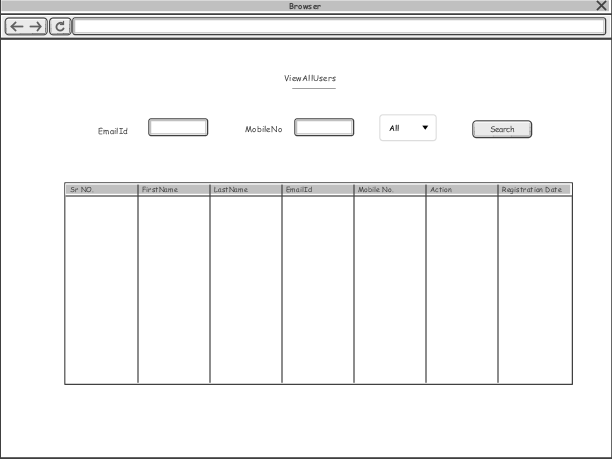 Browser
ViewAllUsers
EmailId MobileNo All Search
Sr NO. FirstName LastName EmailId Mobile No. Action Registration Date